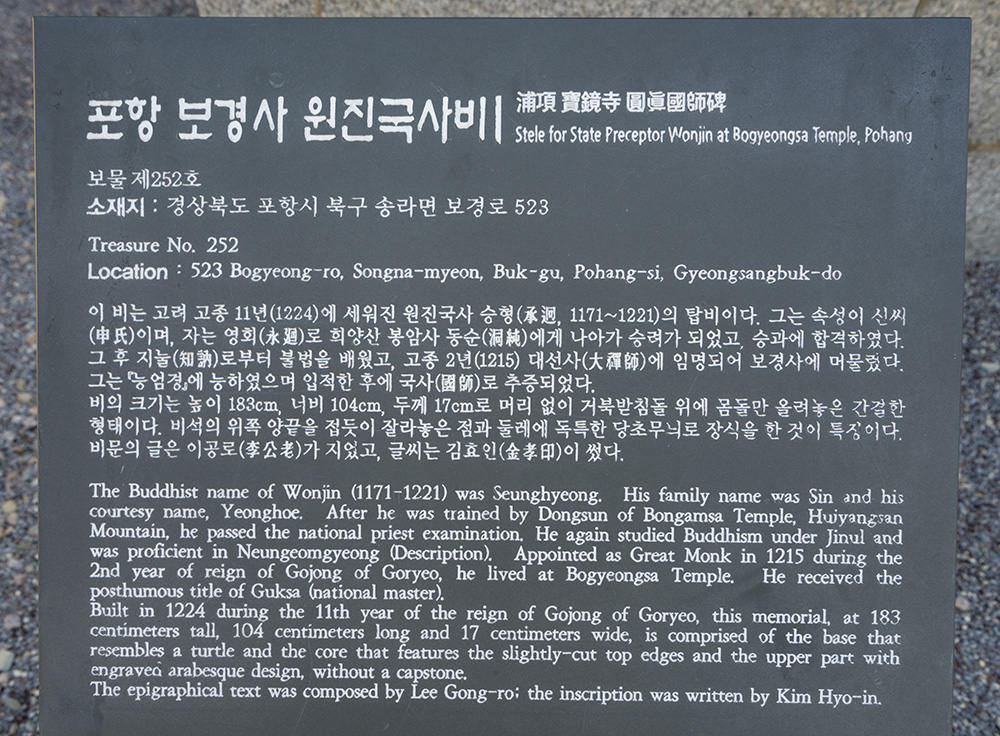 포항 보경사 원진국사비 浦項 寶鏡寺 圓眞國師碑
Stele for State Preceptor Wonjin at Bogyeongsa Temple, Pohang
보물 제252호
소재지 : 경상북도 포항시 북구 송라면 보경로 523
Treasure No. 252
Location : 523 Bogyeong-ro, Songna-myeon, Buk-gu, Pohang-si, Gyeongsangbuk-do
이 비는 고려 고종 11년(1224)에 세워진 원진국사 승형(承迥, 1171~1221)의 탑비이다. 그는 속성이 신씨
(申氏)이며, 자는 영회(永廻)로 희양산 봉암사 동순(洞純)에게 나아가 승려가 되었고, 승과에 합격하였다.
그 후 지눌(知訥)로부터 불법을 배웠고, 고종 2년(1215) 대선사(大禪師)에 임명되어 보경사에 머물렀다.
그는『능엄경』에 능하였으며 입적한 후에 국사(國師)로 추증되었다.
비의 크기는 높이 183cm, 너비 104cm, 두께 17cm로 머리 없이 거북받침돌 위에 몸돌만 올려놓은 간결한
형태이다. 비석의 위쪽 양끝을 접듯이 잘라놓은 점과 둘레에 독특한 당초무늬로 장식을 한 것이 특징이다.
비문의 글은 이공로(李公老)가 지었고, 글씨는 김효인(金孝印)이 썼다.
The Buddhist name of Wonjin (1171-1221) was Seunghyeong. His family name was Sin and his
courtesy name, Yeonghoe. After he was trained by Dongsun of Bongamsa Temple, Huiyangsan
Mountain, he passed the national priest examination. He again studied Buddhism under Jinul and
was proficient in Neungeomgyeong (Description). Appointed as Great Monk in 1215 during the
2nd year of reign of Gojong of Goryeo, he lived at Bogyeongsa Temple. He received the
posthumous title of Guksa (national master).
Built in 1224 during the 11th year of the reign of Gojong of Goryeo, this memorial, at 183
centimeters tall, 104 centimeters long and 17 centimeters wide, is comprised of the base that
resembles a turtle and the core that features the slightly-cut top edges and the upper part with
engraved arabesque design, without a capstone.
The epigraphical text was composed by Lee Gong-ro; the inscription was written by Kim Hyo-in.